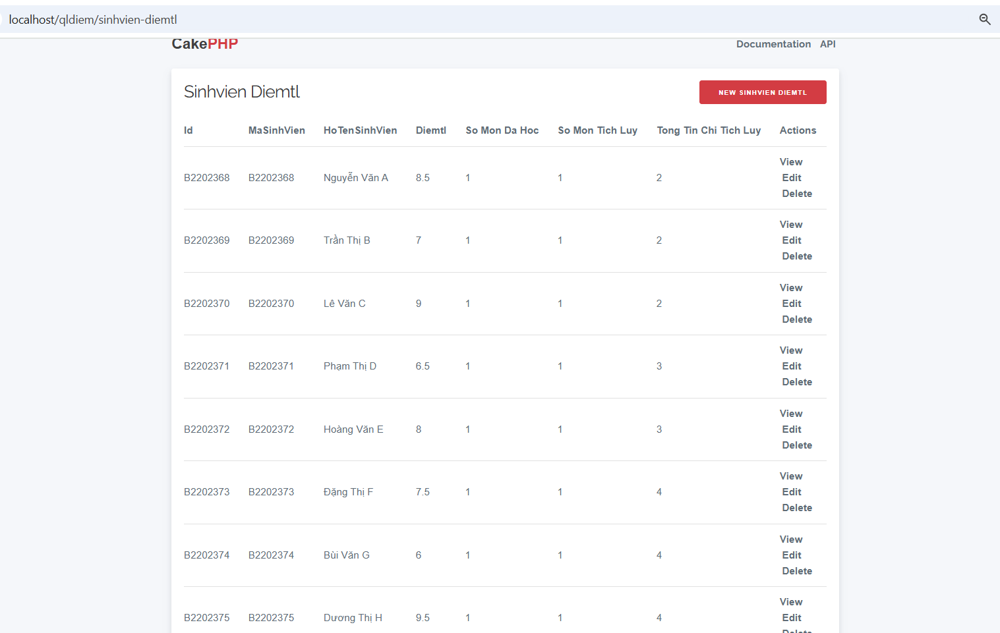 localhost/qldiem/sinhvien-diemtl
CakePHP Documentation API
Sinhvien Diemtl NEW SINHVIEN DIEMTL
Id MaSinhVien HoTenSinhVien Diemtl So Mon Da Hoc So Mon Tich Luy Tong Tin Chi Tich Luy Actions
View
B2202368 B2202368 Nguyễn Văn A 8.5 1 1 2 Edit
Delete
View
B2202369 B2202369 Trần Thị B 7 1 1 2 Edit
Delete
View
B2202370 B2202370 Lê Văn C 9 1 1 2 Edit
Delete
View
B2202371 B2202371 Phạm Thị D 6.5 1 1 3 Edit
Delete
View
B2202372 B2202372 Hoàng Văn E 8 1 1 3 Edit
Delete
View
B2202373 B2202373 Đặng Thị F 7.5 1 1 4 Edit
Delete
View
B2202374 B2202374 Bùi Văn G 6 1 1 4 Edit
Delete
View
B2202375 B2202375 Dương Thị H 9.5 1 1 4 Edit
Delete